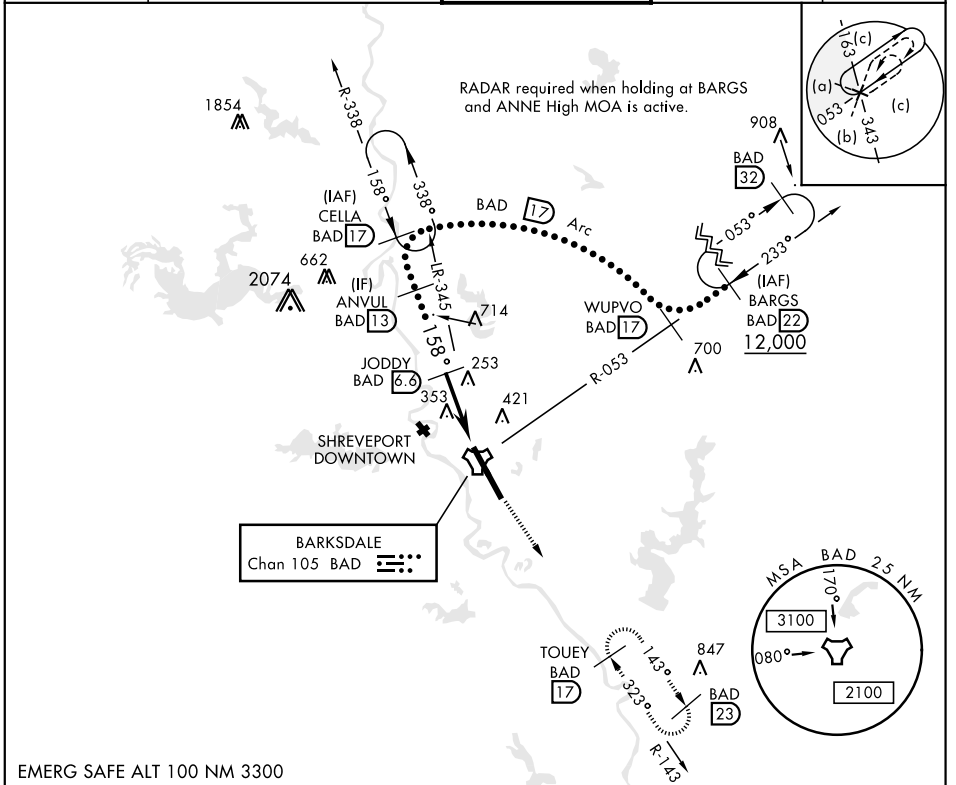 RADAR required when holding at BARGS
and ANNE High MOA is active.
163
(c)
(a)
053
(b)
343
(c)
1854
R-338
158°
338°
(IAF)
CELLA
BAD 17
BAD 17 Arc
908
BAD
32
053°
233°
(IAF)
BARGS
BAD 22
12,000
662
2074
(IF)
ANVUL
BAD 13
LR-345
714
158°
WUPVO
BAD 17
700
R-053
JODDY
BAD 6.6
253
353
421
SHREVEPORT
DOWNTOWN
BARKSDALE
Chan 105 BAD
MSA BAD 25 NM
170°
3100
080°
2100
TOUEY
BAD
17
143°
323°
847
BAD
23
R-143
EMERG SAFE ALT 100 NM 3300